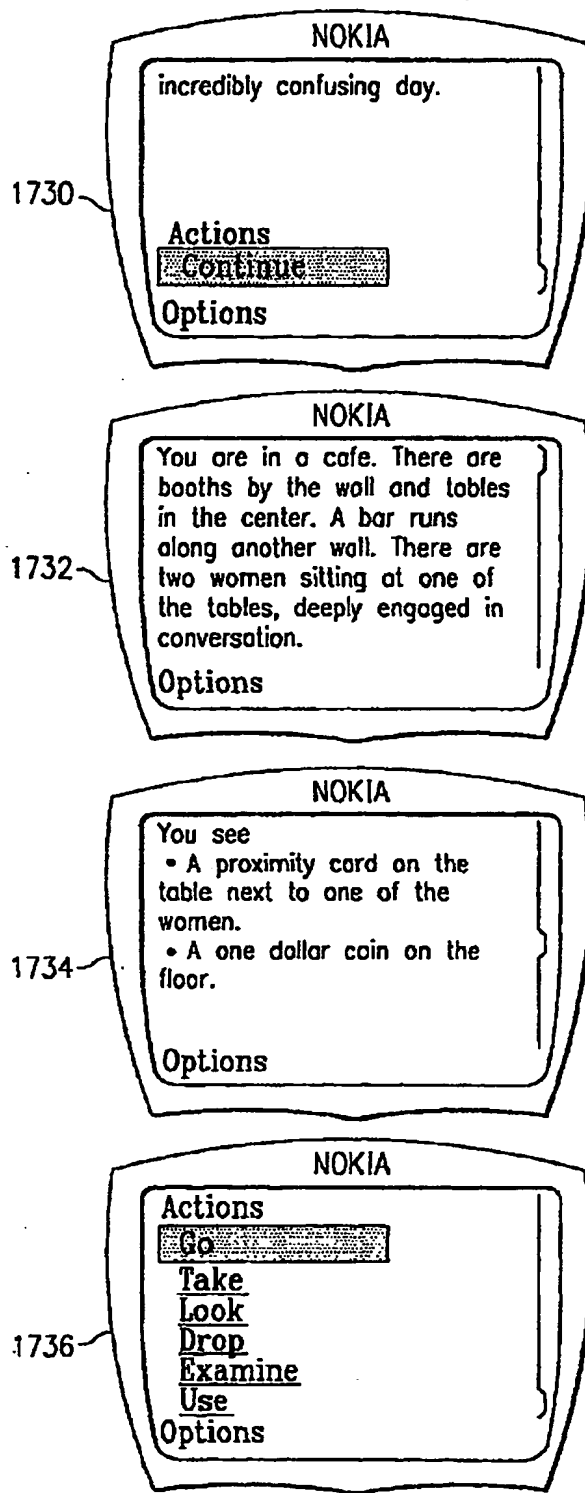 NOKIA
incredibly confusing day.
1730
Actions
Continue
Options
NOKIA
You are in a cafe. There are
booths by the wall and tables
in the center. A bar runs
along another wall. There are
two women sitting at one of
the tables, deeply engaged in
conversation.
1732
Options
NOKIA
You see
• A proximity card on the
table next to one of the
women.
• A one dollar coin on the
floor.
1734
Options
NOKIA
Actions
Go
Take
Look
Drop
Examine
1736
Use
Options